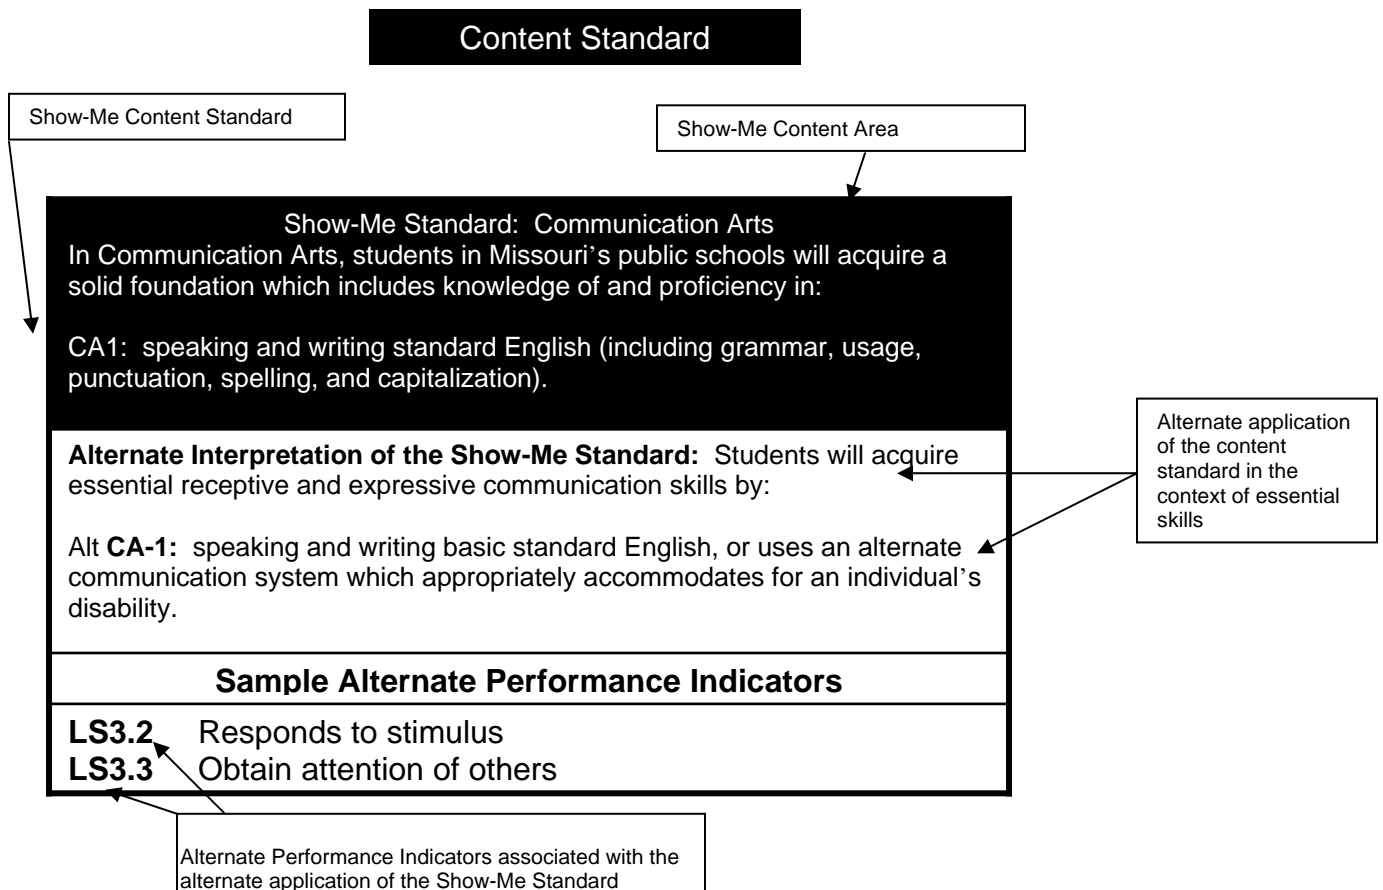 Content Standard
Show-Me Content Standard
Show-Me Content Area
Show-Me Standard:  Communication Arts
In Communication Arts, students in Missouri’s public schools will acquire a
solid foundation which includes knowledge of and proficiency in:
CA1:  speaking and writing standard English (including grammar, usage,
punctuation, spelling, and capitalization).
Alternate Interpretation of the Show-Me Standard:  Students will acquire
essential receptive and expressive communication skills by:
Alt CA-1:  speaking and writing basic standard English, or uses an alternate
communication system which appropriately accommodates for an individual’s
disability.
Alternate application
of the content
standard in the
context of essential
skills
Sample Alternate Performance Indicators
LS3.2 Responds to stimulus
LS3.3 Obtain attention of others
Alternate Performance Indicators associated with the
alternate application of the Show-Me Standard